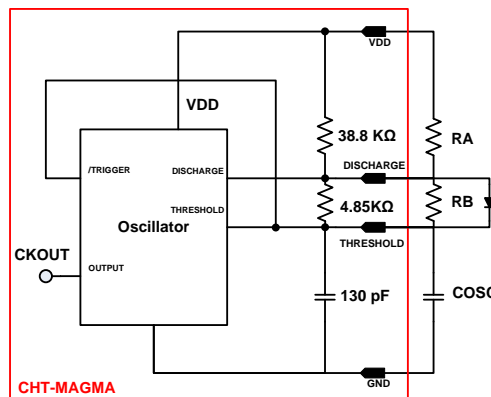 VDD
VDD
38.8 KΩ
RA
DISCHARGE
/TRIGGER
DISCHARGE
4.85KΩ
RB
THRESHOLD
Oscillator
THRESHOLD
CKOUT
OUTPUT
130 pF
COSC
GND
CHT-MAGMA